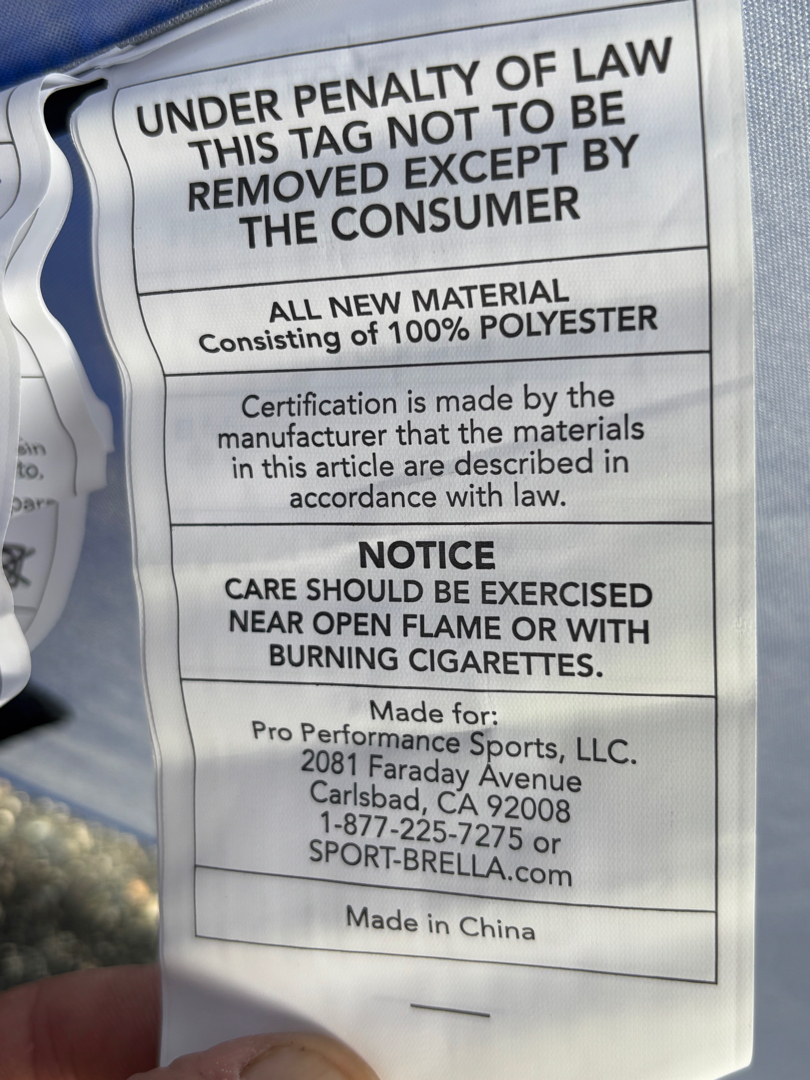 UNDER PENALTY OF LAW
THIS TAG NOT TO BE
REMOVED EXCEPT BY
THE CONSUMER
ALL NEW MATERIAL
Consisting of 100% POLYESTER
Certification is made by the
manufacturer that the materials
in this article are described in
accordance with law.
NOTICE
CARE SHOULD BE EXERCISED
NEAR OPEN FLAME OR WITH
BURNING CIGARETTES.
Made for:
Pro Performance Sports, LLC.
2081 Faraday Avenue
Carlsbad, CA 92008
1-877-225-7275 or
SPORT-BRELLA.com
Made in China